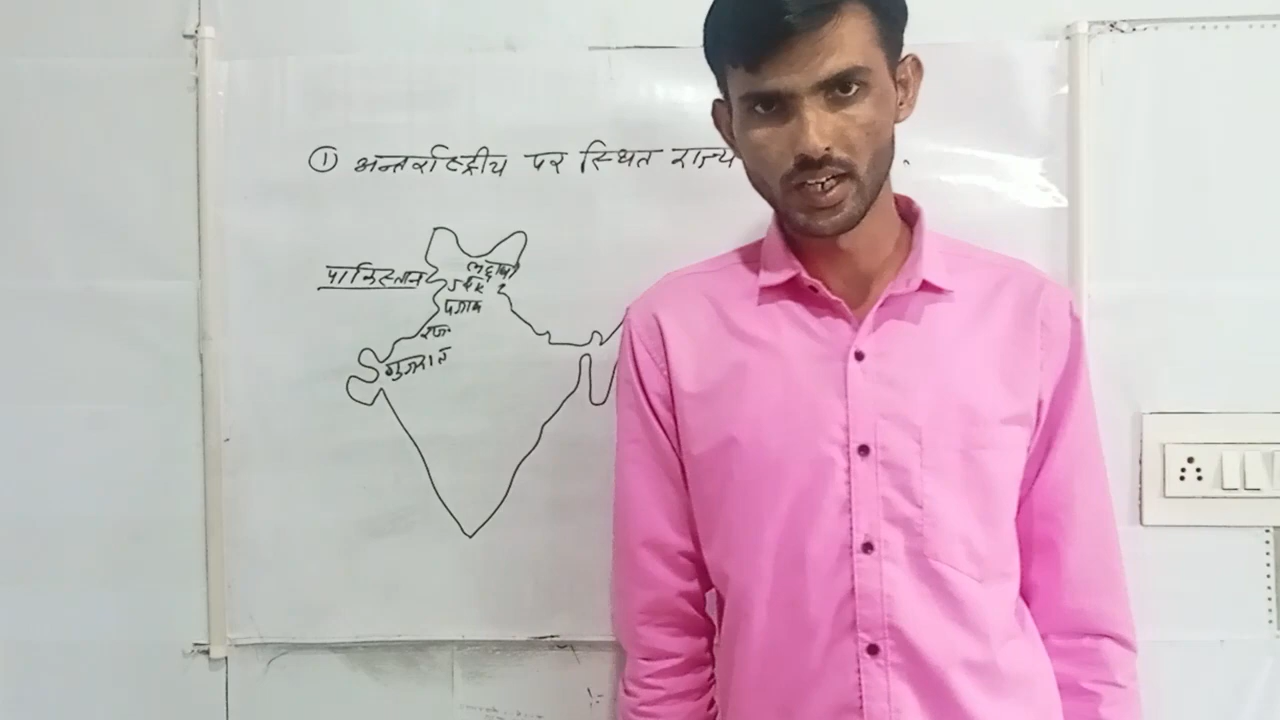 ① अन्तर्राष्ट्रीय पर स्थित राज्य
पाकिस्तान
लद्दाख
J&K
पंजाब
राज
गुजरात